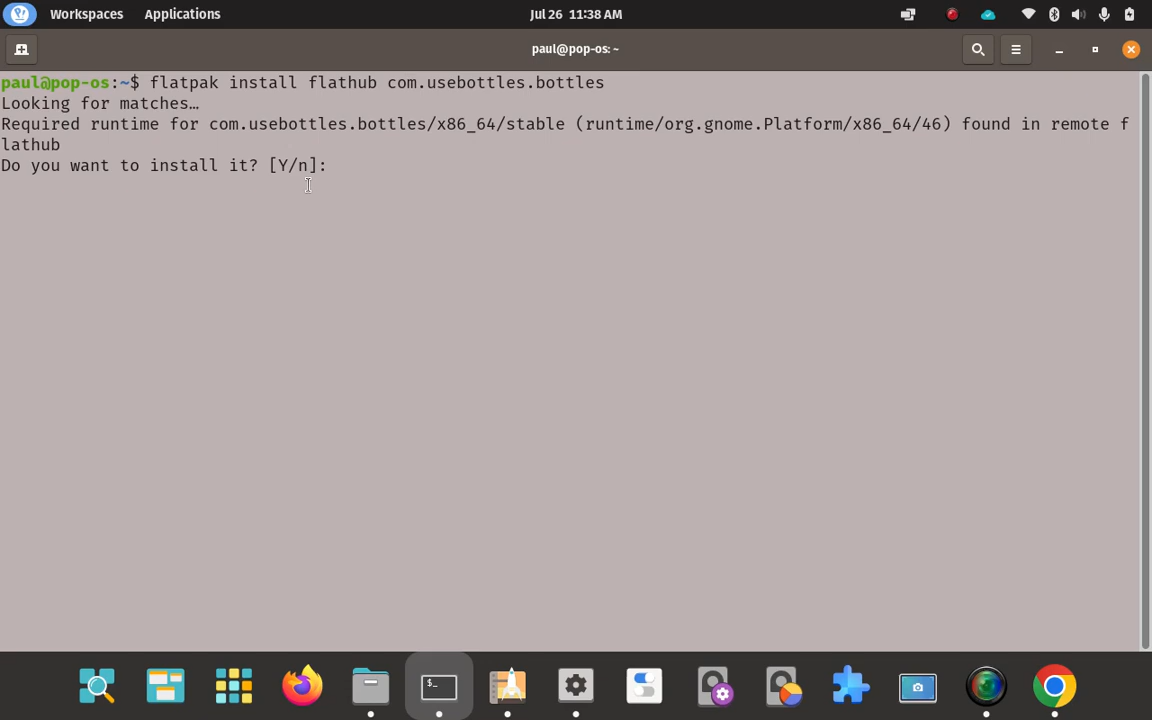 Workspaces Applications Jul 26 11:38 AM
paul@pop-os: ~
paul@pop-os:~$ flatpak install flathub com.usebottles.bottles
Looking for matches…
Required runtime for com.usebottles.bottles/x86_64/stable (runtime/org.gnome.Platform/x86_64/46) found in remote f
lathub
Do you want to install it? [Y/n]:
$_